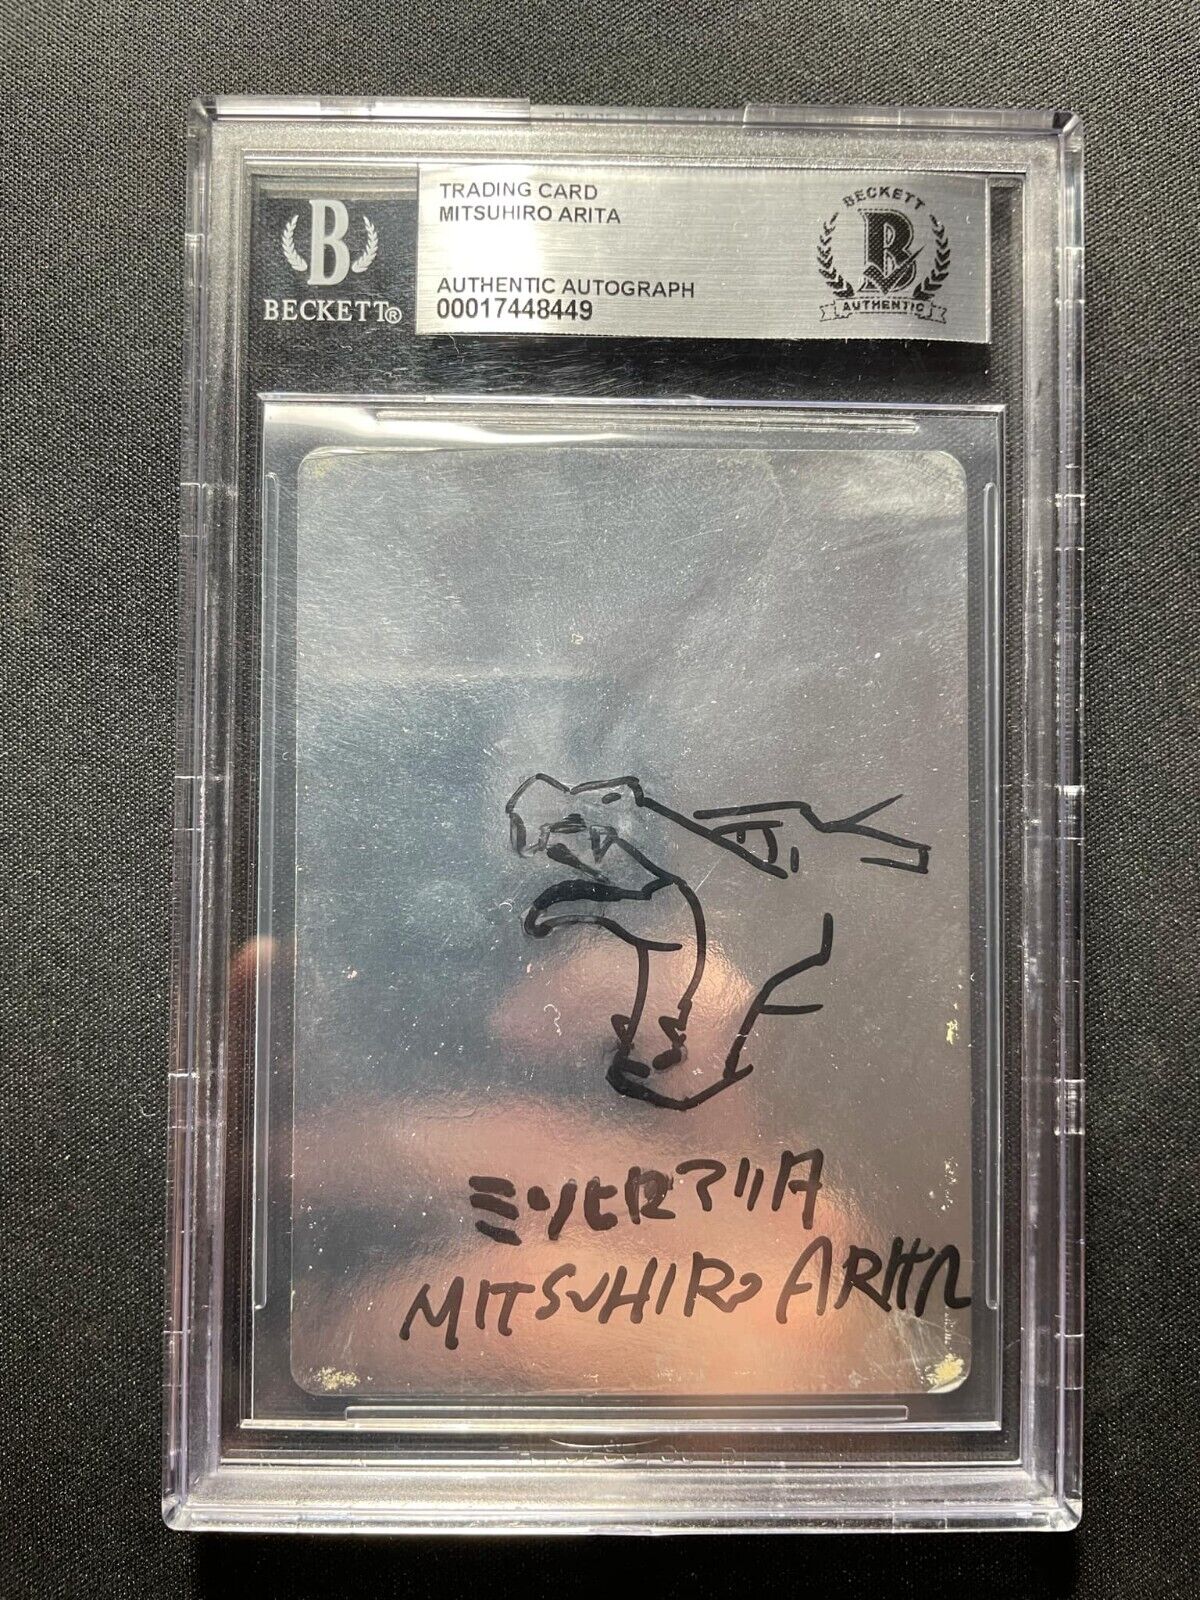 B
BECKETT®
TRADING CARD
MITSUHIRO ARITA
AUTHENTIC AUTOGRAPH
00017448449
BECKETT
B
AUTHENTIC
ミツヒロアリタ
MITSUHIRO ARITA